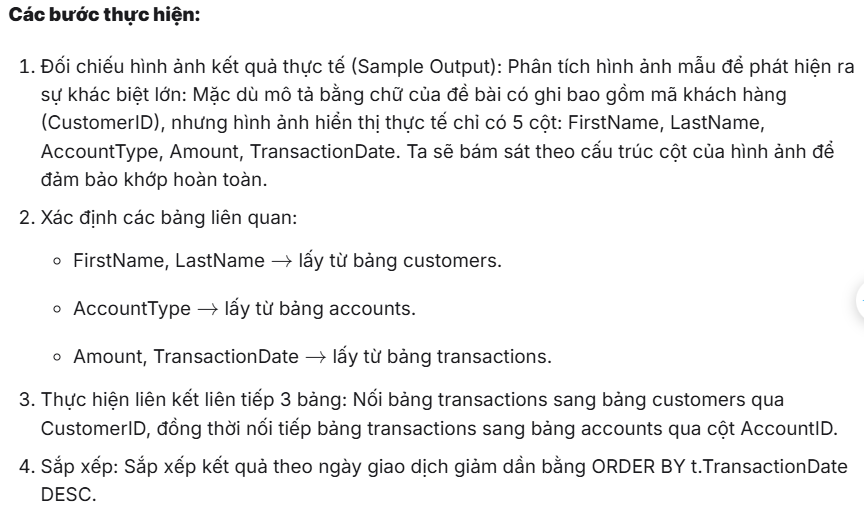 Các bước thực hiện:
1. Đối chiếu hình ảnh kết quả thực tế (Sample Output): Phân tích hình ảnh mẫu để phát hiện ra
sự khác biệt lớn: Mặc dù mô tả bằng chữ của đề bài có ghi bao gồm mã khách hàng
(CustomerID), nhưng hình ảnh hiển thị thực tế chỉ có 5 cột: FirstName, LastName,
AccountType, Amount, TransactionDate. Ta sẽ bám sát theo cấu trúc cột của hình ảnh để
đảm bảo khớp hoàn toàn.
2. Xác định các bảng liên quan:
◦ FirstName, LastName → lấy từ bảng customers.
◦ AccountType → lấy từ bảng accounts.
◦ Amount, TransactionDate → lấy từ bảng transactions.
3. Thực hiện liên kết liên tiếp 3 bảng: Nối bảng transactions sang bảng customers qua
CustomerID, đồng thời nối tiếp bảng transactions sang bảng accounts qua cột AccountID.
4. Sắp xếp: Sắp xếp kết quả theo ngày giao dịch giảm dần bằng ORDER BY t.TransactionDate
DESC.